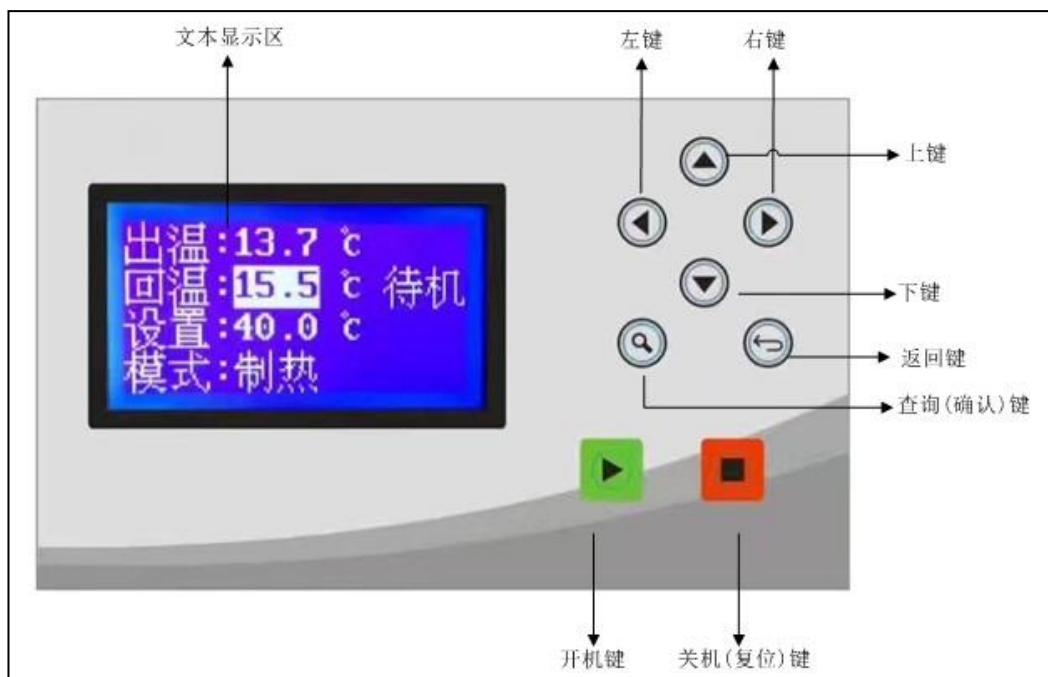 文本显示区
左键
右键
上键
出温:13.7 ℃
回温:15.5 ℃ 待机
设置:40.0 ℃
模式:制热
下键
返回键
查询(确认)键
开机键
关机(复位)键